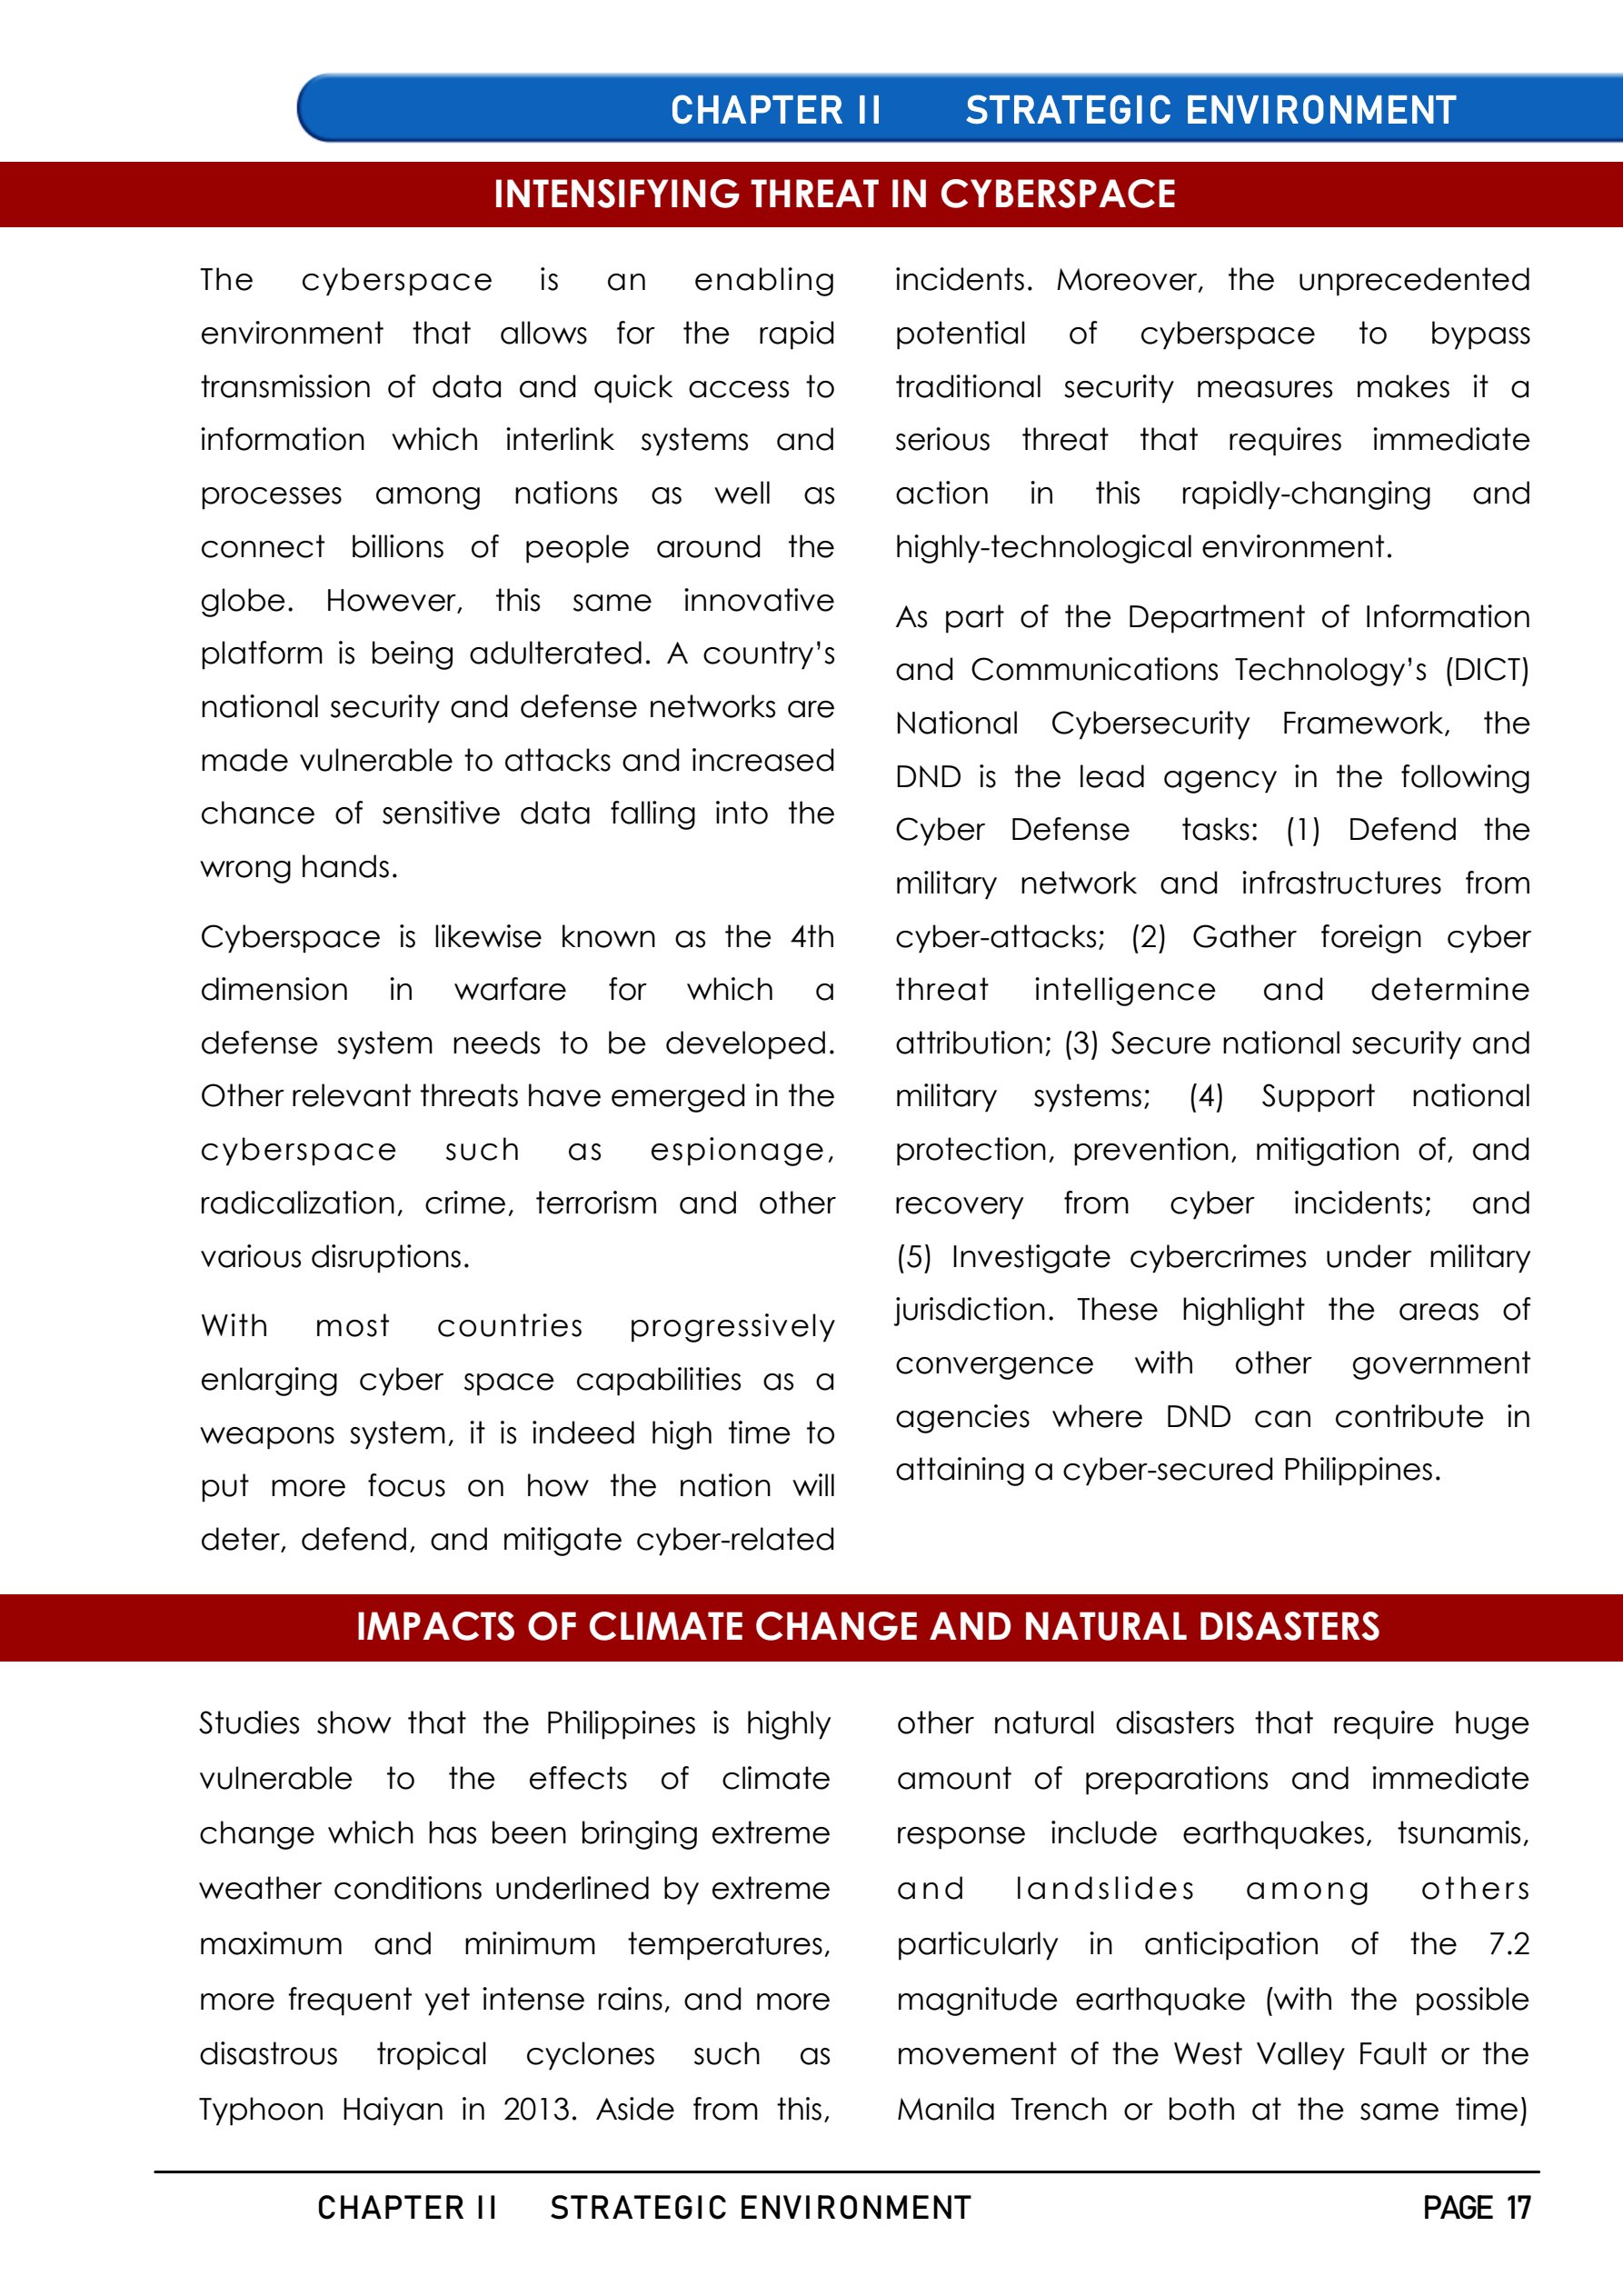 CHAPTER II STRATEGIC ENVIRONMENT
INTENSIFYING THREAT IN CYBERSPACE
The cyberspace is an enabling
environment that allows for the rapid
transmission of data and quick access to
information which interlink systems and
processes among nations as well as
connect billions of people around the
globe. However, this same innovative
platform is being adulterated. A country’s
national security and defense networks are
made vulnerable to attacks and increased
chance of sensitive data falling into the
wrong hands.
Cyberspace is likewise known as the 4th
dimension in warfare for which a
defense system needs to be developed.
Other relevant threats have emerged in the
cyberspace such as espionage,
radicalization, crime, terrorism and other
various disruptions.
With most countries progressively
enlarging cyber space capabilities as a
weapons system, it is indeed high time to
put more focus on how the nation will
deter, defend, and mitigate cyber-related
incidents. Moreover, the unprecedented
potential of cyberspace to bypass
traditional security measures makes it a
serious threat that requires immediate
action in this rapidly-changing and
highly-technological environment.
As part of the Department of Information
and Communications Technology’s (DICT)
National Cybersecurity Framework, the
DND is the lead agency in the following
Cyber Defense tasks: (1) Defend the
military network and infrastructures from
cyber-attacks; (2) Gather foreign cyber
threat intelligence and determine
attribution; (3) Secure national security and
military systems; (4) Support national
protection, prevention, mitigation of, and
recovery from cyber incidents; and
(5) Investigate cybercrimes under military
jurisdiction. These highlight the areas of
convergence with other government
agencies where DND can contribute in
attaining a cyber-secured Philippines.
IMPACTS OF CLIMATE CHANGE AND NATURAL DISASTERS
Studies show that the Philippines is highly
vulnerable to the effects of climate
change which has been bringing extreme
weather conditions underlined by extreme
maximum and minimum temperatures,
more frequent yet intense rains, and more
disastrous tropical cyclones such as
Typhoon Haiyan in 2013. Aside from this,
other natural disasters that require huge
amount of preparations and immediate
response include earthquakes, tsunamis,
and landslides among others
particularly in anticipation of the 7.2
magnitude earthquake (with the possible
movement of the West Valley Fault or the
Manila Trench or both at the same time)
CHAPTER II STRATEGIC ENVIRONMENT PAGE 17